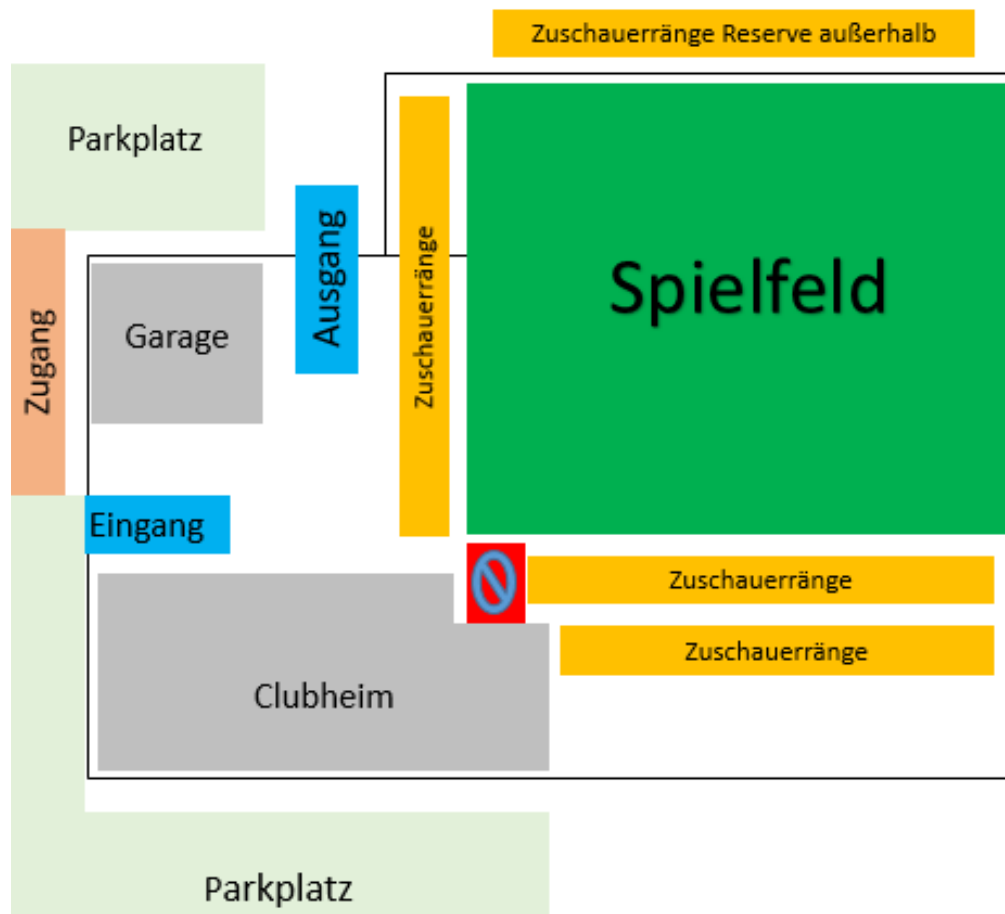 Zuschauerränge Reserve außerhalb
Parkplatz
Ausgang
Zuschauerränge
Spielfeld
Zugang
Garage
Eingang
Zuschauerränge
Zuschauerränge
Clubheim
Parkplatz